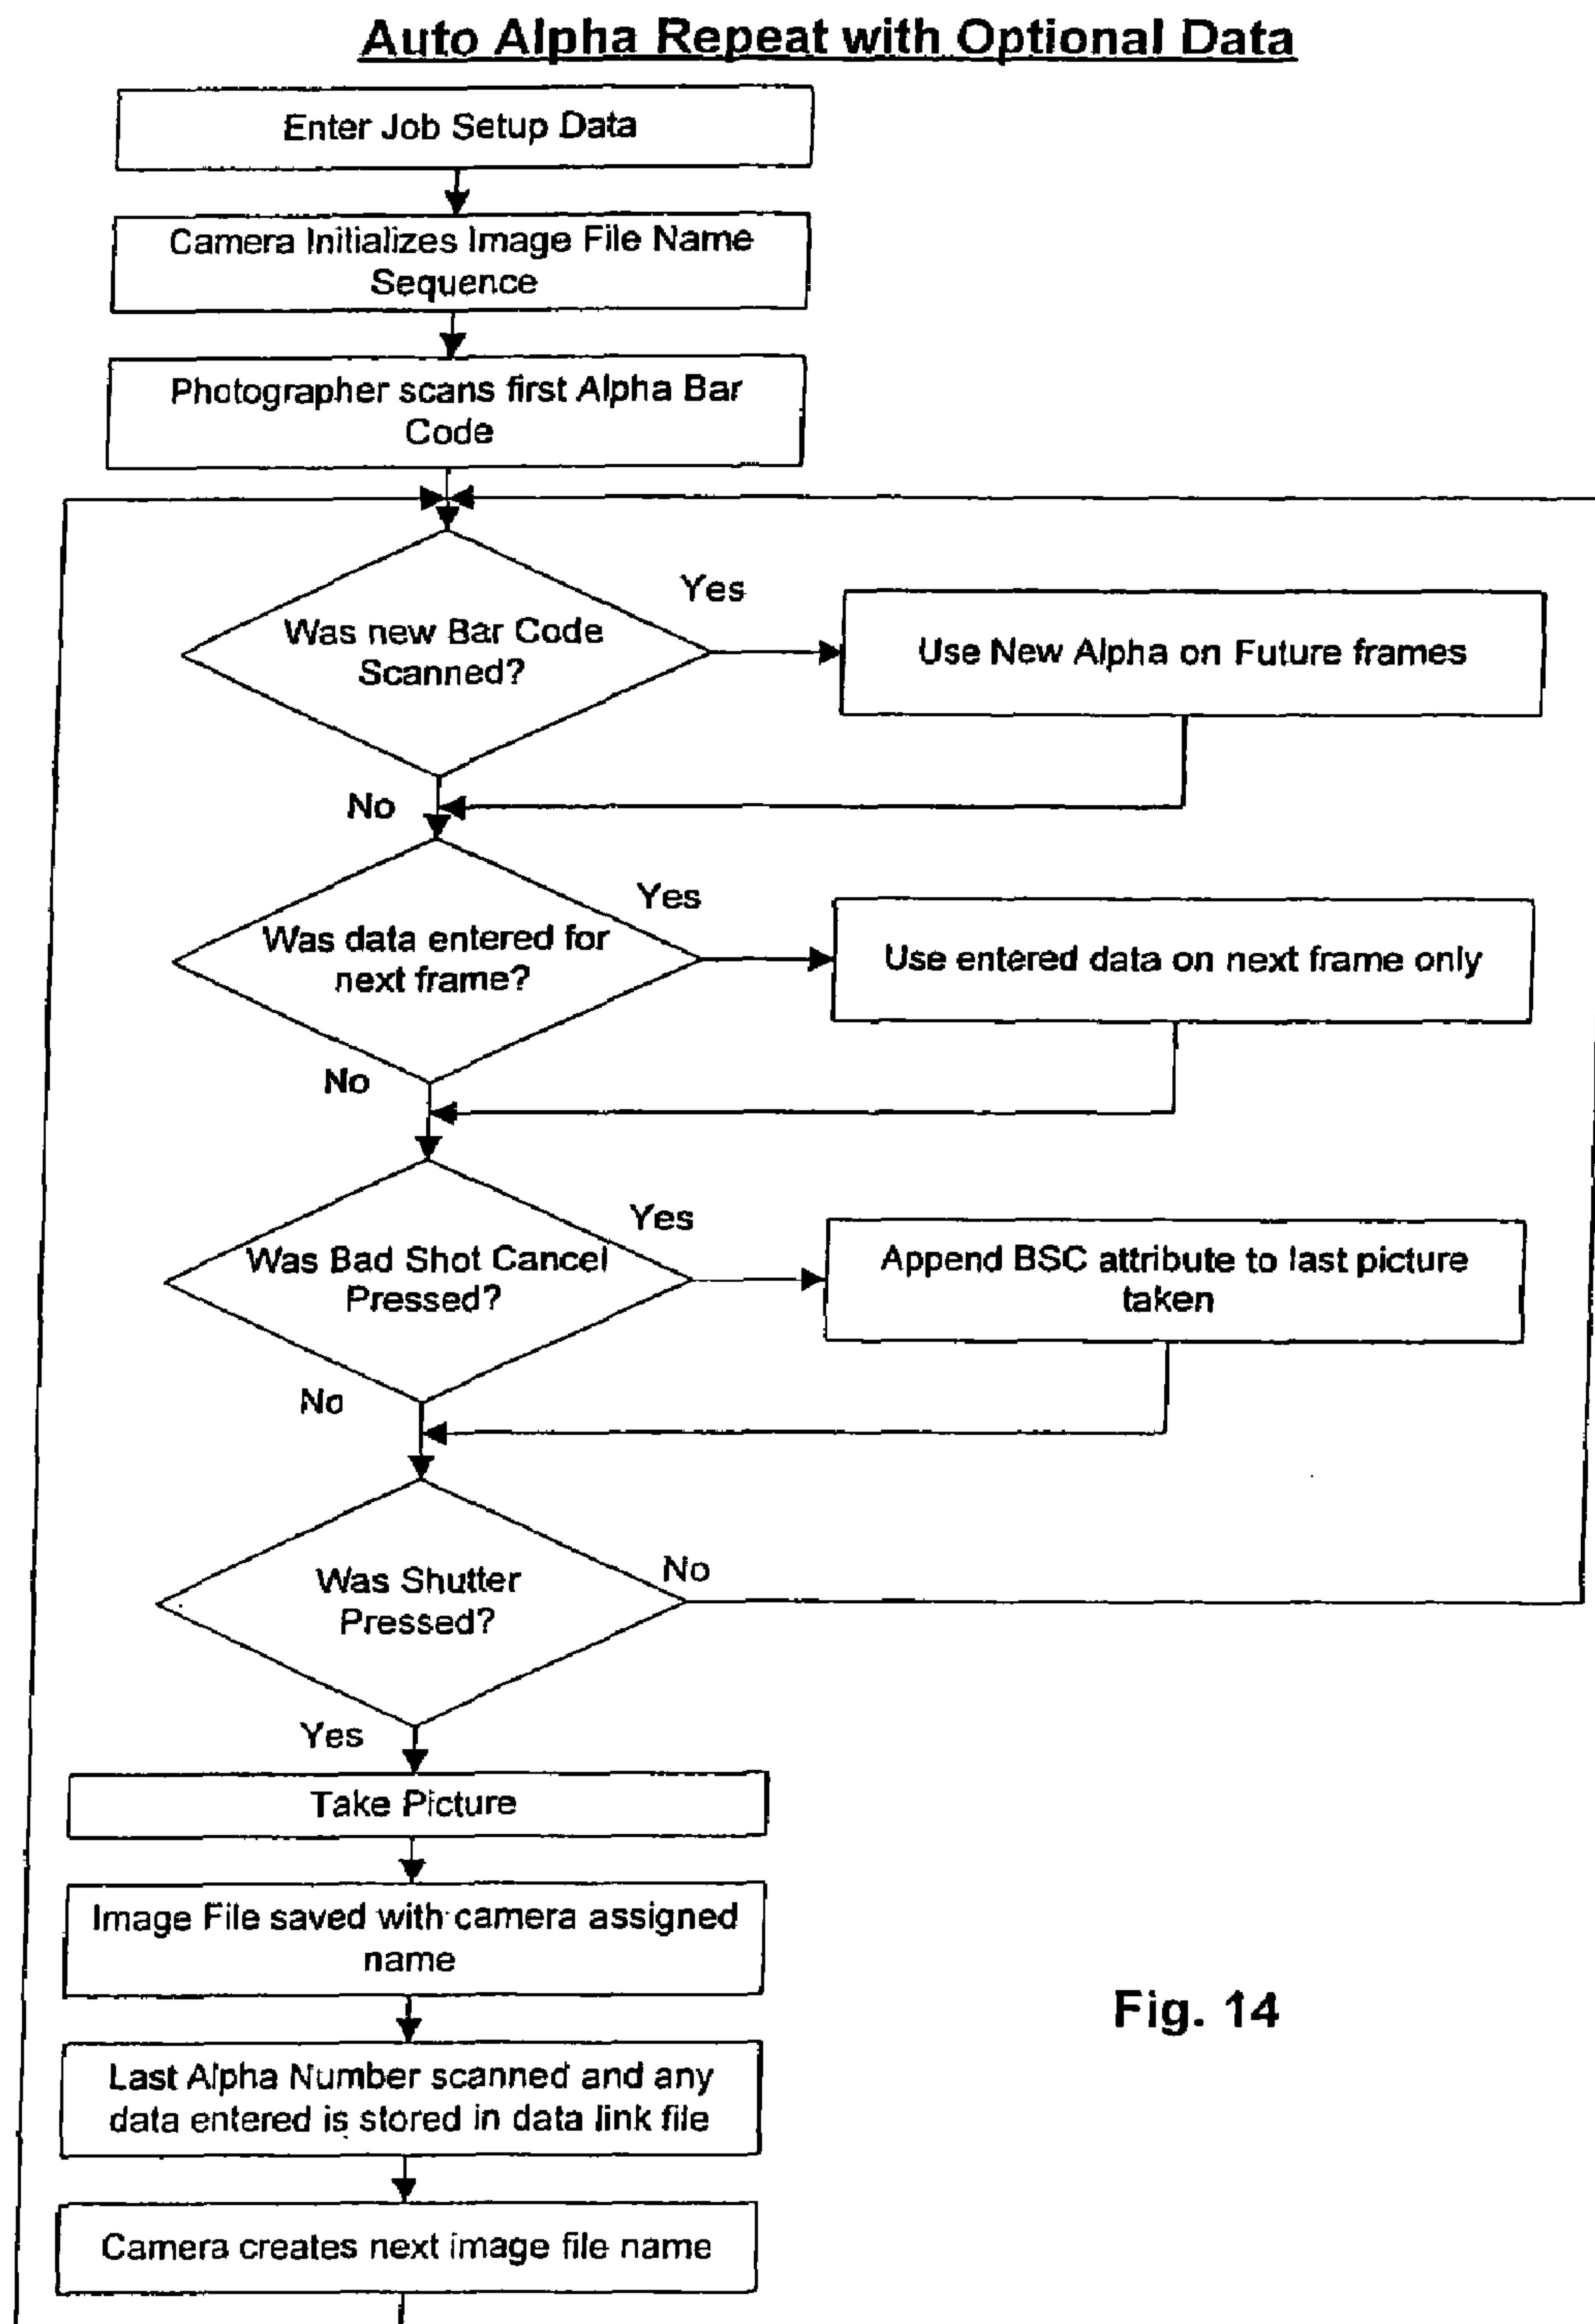 Auto Alpha Repeat with Optional Data
Enter Job Setup Data
Camera Initializes Image File Name
Sequence
Photographer scans first Alpha Bar
Code
Yes
Was new Bar Code
Scanned?
Use New Alpha on Future frames
No
Yes
Was data entered for
next frame?
Use entered data on next frame only
No
Yes
Was Bad Shot Cancel
Pressed?
Append BSC attribute to last picture
taken
No
Was Shutter
Pressed?
No
Yes
Take Picture
Image File saved with camera assigned
name
Last Alpha Number scanned and any
data entered is stored in data link file
Camera creates next image file name
Fig. 14